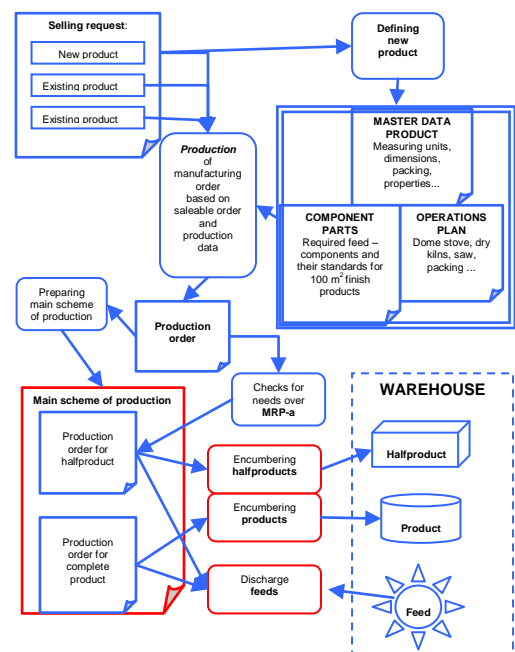 Selling request:
New product
Existing product
Existing product
Defining
new
product
MASTER DATA
PRODUCT
Measuring units,
dimensions,
packing,
properties...
Production
of
manufacturing
order
based on
saleable order
and
production
data
COMPONENT
PARTS
Required feed –
components and
their standards for
100 m² finish
products
OPERATIONS
PLAN
Dome stove, dry
kilns, saw,
packing ...
Preparing
main scheme
of production
Production
order
Checks for
needs over
MRP-a
Main scheme of production
Production
order for
halfproduct
Production
order for
complete
product
Encumbering
halfproducts
Encumbering
products
Discharge
feeds
WAREHOUSE
Halfproduct
Product
Feed